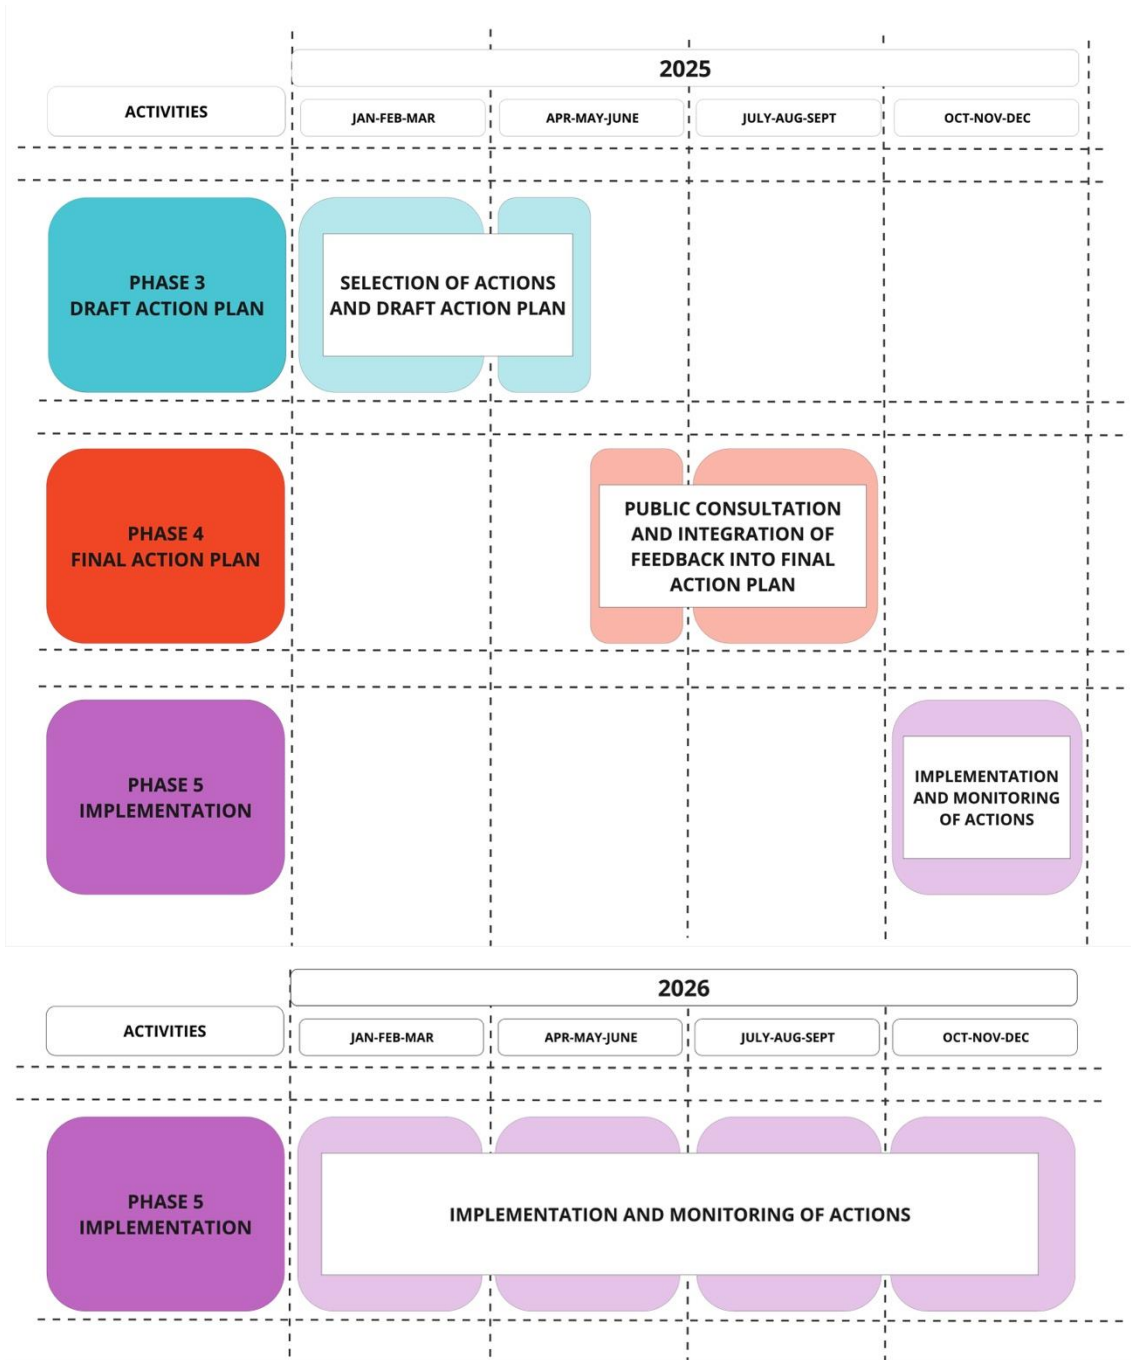 2025
ACTIVITIES
JAN-FEB-MAR
APR-MAY-JUNE
JULY-AUG-SEPT
OCT-NOV-DEC
PHASE 3
DRAFT ACTION PLAN
SELECTION OF ACTIONS
AND DRAFT ACTION PLAN
PHASE 4
FINAL ACTION PLAN
PUBLIC CONSULTATION
AND INTEGRATION OF
FEEDBACK INTO FINAL
ACTION PLAN
PHASE 5
IMPLEMENTATION
IMPLEMENTATION
AND MONITORING
OF ACTIONS
2026
ACTIVITIES
JAN-FEB-MAR
APR-MAY-JUNE
JULY-AUG-SEPT
OCT-NOV-DEC
PHASE 5
IMPLEMENTATION
IMPLEMENTATION AND MONITORING OF ACTIONS